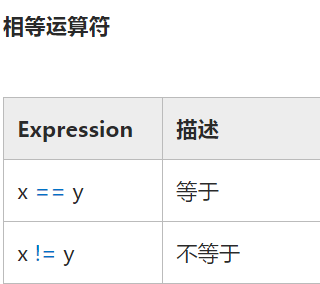 相等运算符
Expression 描述
x == y 等于
x != y 不等于